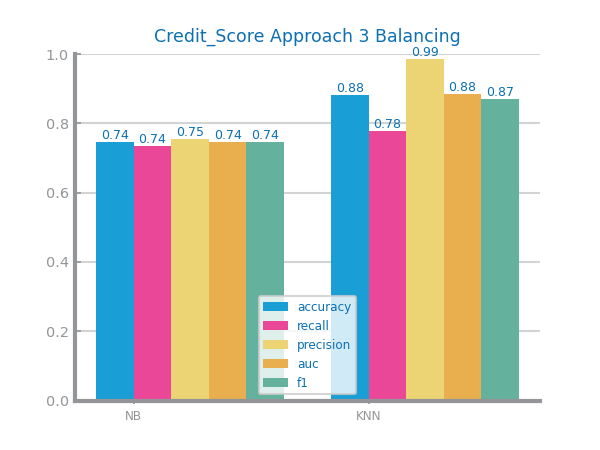 Credit_Score Approach 3 Balancing
1.0
0.8
0.6
0.4
0.2
0.0
0.74
0.74
0.75
0.74
0.74
0.88
0.78
0.99
0.88
0.87
accuracy
recall
precision
auc
f1
NB
KNN